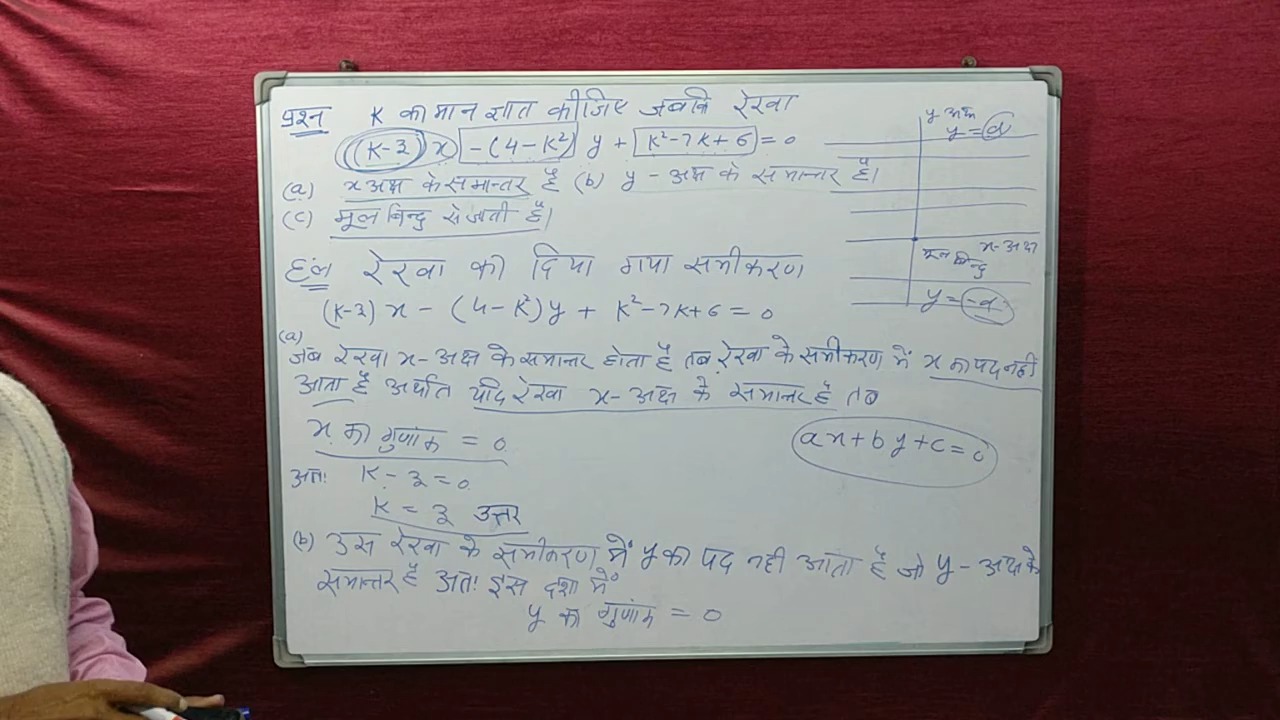 प्रश्न K का मान ज्ञात कीजिए जबकि रेखा
(K-3)x -(4-K²) y + K²-7K+6 = 0
(a) x अक्ष के समान्तर है (b) y - अक्ष के समान्तर है।
(c) मूल बिन्दु से जाती है।
y अक्ष
y = a
x-अक्ष
मूल बिन्दु
y = -a
हल रेखा का दिया गया समीकरण
(K-3) x - (4-K²)y + K²-7K+6 = 0
(a)
जब रेखा x-अक्ष के समान्तर होता है तब रेखा के समीकरण में x का पद नहीं
आता है अर्थात यदि रेखा x-अक्ष के समान्तर है तब
x का गुणांक = 0
ax+by+c=0
अतः K-3=0
K = 3 उत्तर
(b) उस रेखा के समीकरण में y का पद नही आता है जो y-अक्ष के
समान्तर है अतः इस दशा में
y का गुणांक = 0